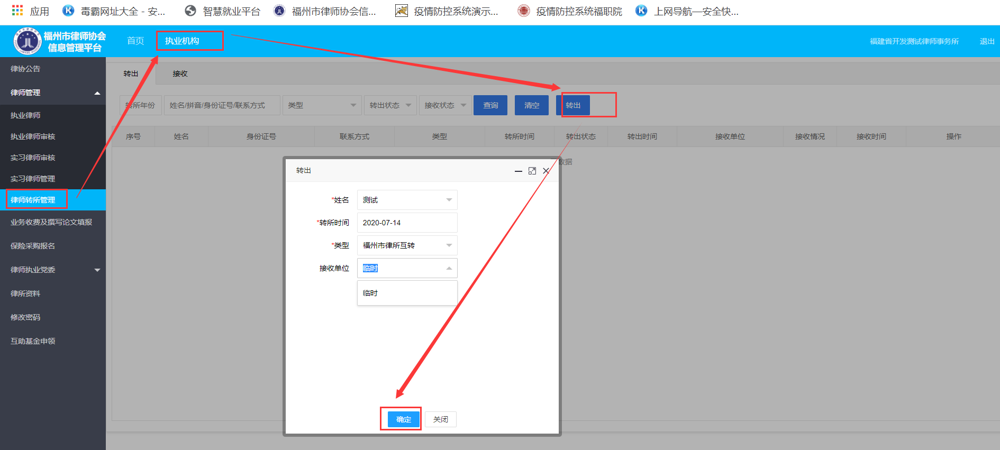 应用
毒霸网址大全 - 安...
智慧就业平台
福州市律师协会信...
疫情防控系统演示...
疫情防控系统福职院
上网导航—安全快...
福州市律师协会
信息管理平台
首页
执业机构
福建省开发测试律师事务所
退出
律协公告
律师管理
执业律师
执业律师审核
实习律师审核
实习律师管理
律师转所管理
业务收费及撰写论文填报
保险采购报名
律师执业党委
律所资料
修改密码
互助基金申领
转出
接收
转所年份
姓名/拼音/身份证号/联系方式
类型
转出状态
接收状态
查询
清空
转出
序号
姓名
身份证号
联系方式
类型
转所时间
转出状态
转出时间
接收单位
接收情况
接收时间
操作
数据
转出
*姓名
测试
*转所时间
2020-07-14
*类型
福州市律所互转
接收单位
临时
临时
确定
关闭